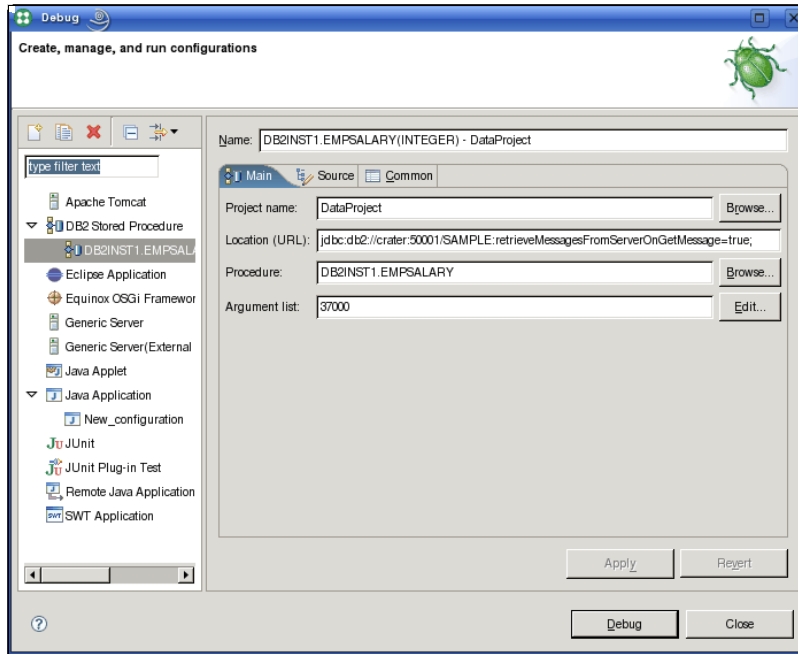 Debug
Create, manage, and run configurations
type filter text
Apache Tomcat
DB2 Stored Procedure
DB2INST1.EMPSAL
Eclipse Application
Equinox OSGi Framewor
Generic Server
Generic Server(External
Java Applet
Java Application
New_configuration
JUnit
JUnit Plug-in Test
Remote Java Application
SWT Application
Name: DB2INST1.EMPSALARY(INTEGER) - DataProject
Main Source Common
Project name: DataProject Browse...
Location (URL): jdbc:db2://crater:50001/SAMPLE:retrieveMessagesFromServerOnGetMessage=true;
Procedure: DB2INST1.EMPSALARY Browse...
Argument list: 37000 Edit...
Apply Revert
Debug Close